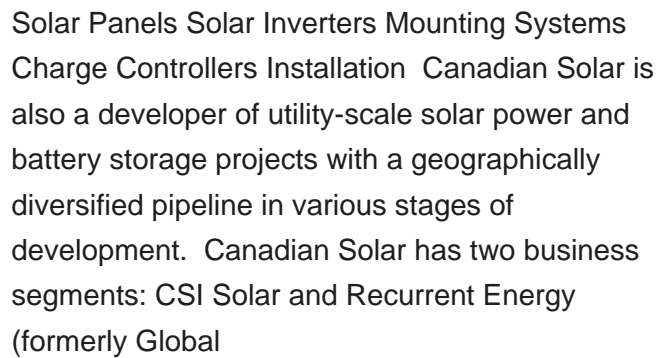 Solar Panels Solar Inverters Mounting Systems
Charge Controllers Installation  Canadian Solar is
also a developer of utility-scale solar power and
battery storage projects with a geographically
diversified pipeline in various stages of
development.  Canadian Solar has two business
segments: CSI Solar and Recurrent Energy
(formerly Global